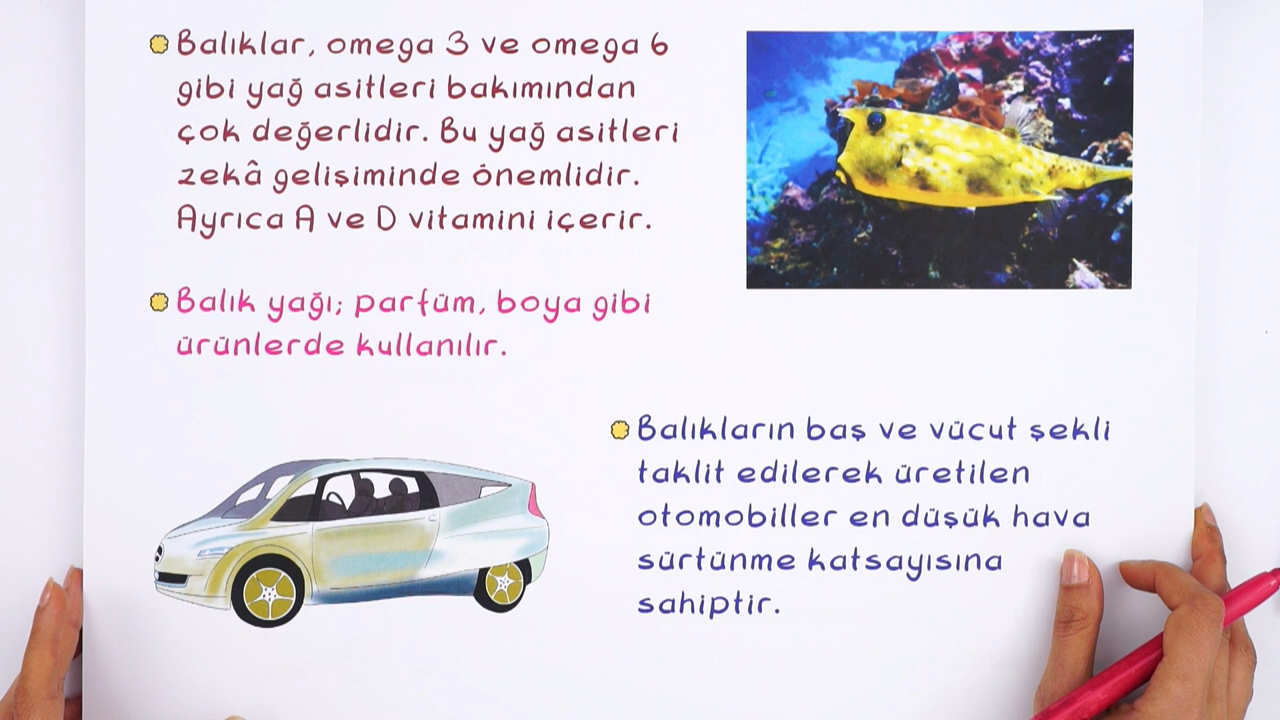 Balıklar, omega 3 ve omega 6
gibi yağ asitleri bakımından
çok değerlidir. Bu yağ asitleri
zekâ gelişiminde önemlidir.
Ayrıca A ve D vitamini içerir.
Balık yağı; parfüm, boya gibi
ürünlerde kullanılır.
Balıkların baş ve vücut şekli
taklit edilerek üretilen
otomobiller en düşük hava
sürtünme katsayısına
sahiptir.